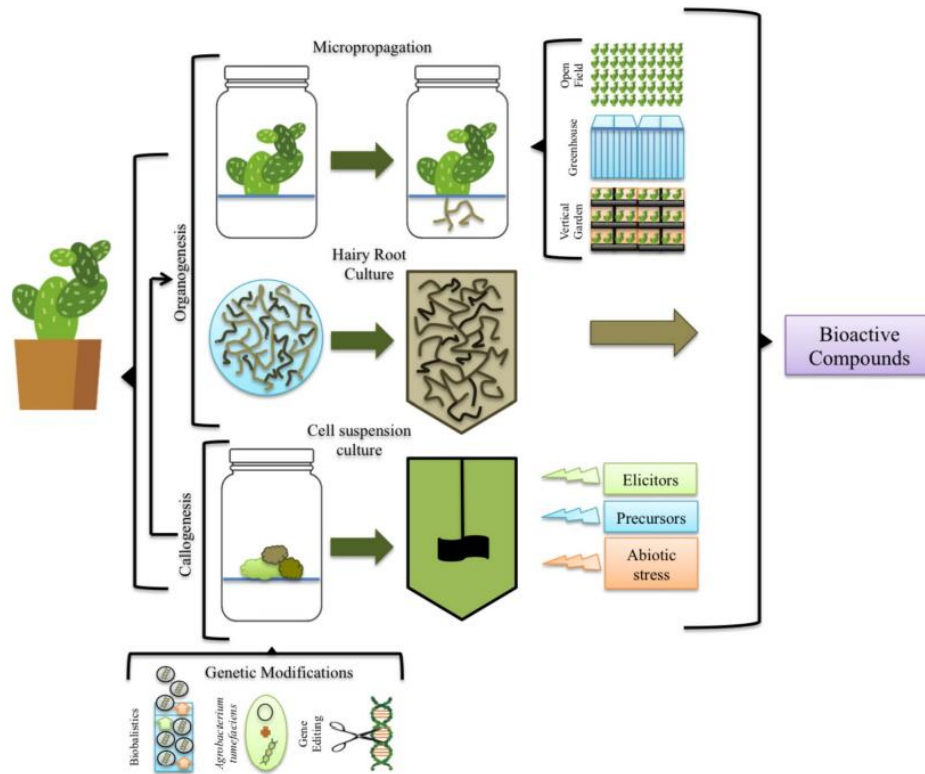 Micropropagation
Open
Field
Greenhouse
Vertical
Garden
Organogenesis
Hairy Root
Culture
Bioactive
Compounds
Cell suspension
culture
Callogenesis
Elicitors
Precursors
Abiotic
stress
Genetic Modifications
Biobalistics
Agrobacterium
tumefaciens
Gene
Editing